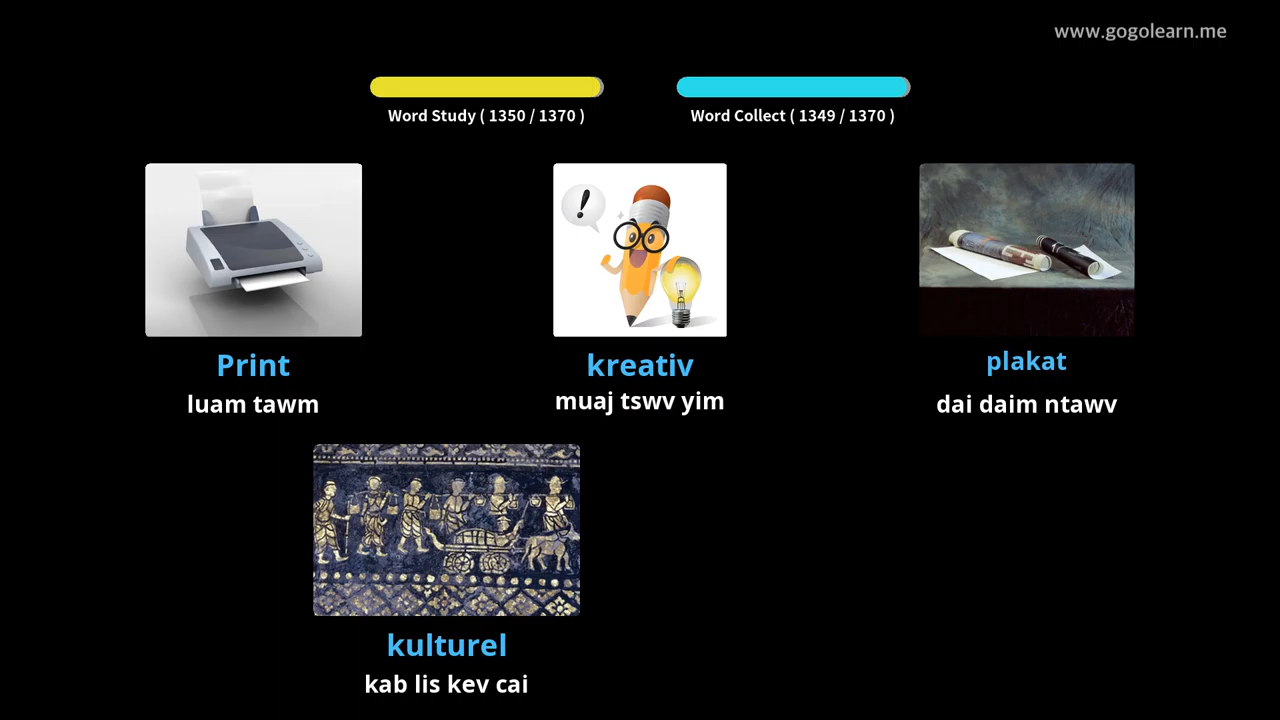 www.gogolearn.me
Word Study ( 1350 / 1370 )
Word Collect ( 1349 / 1370 )
Print
luam tawm
kreativ
muaj tswv yim
plakat
dai daim ntawv
kulturel
kab lis kev cai